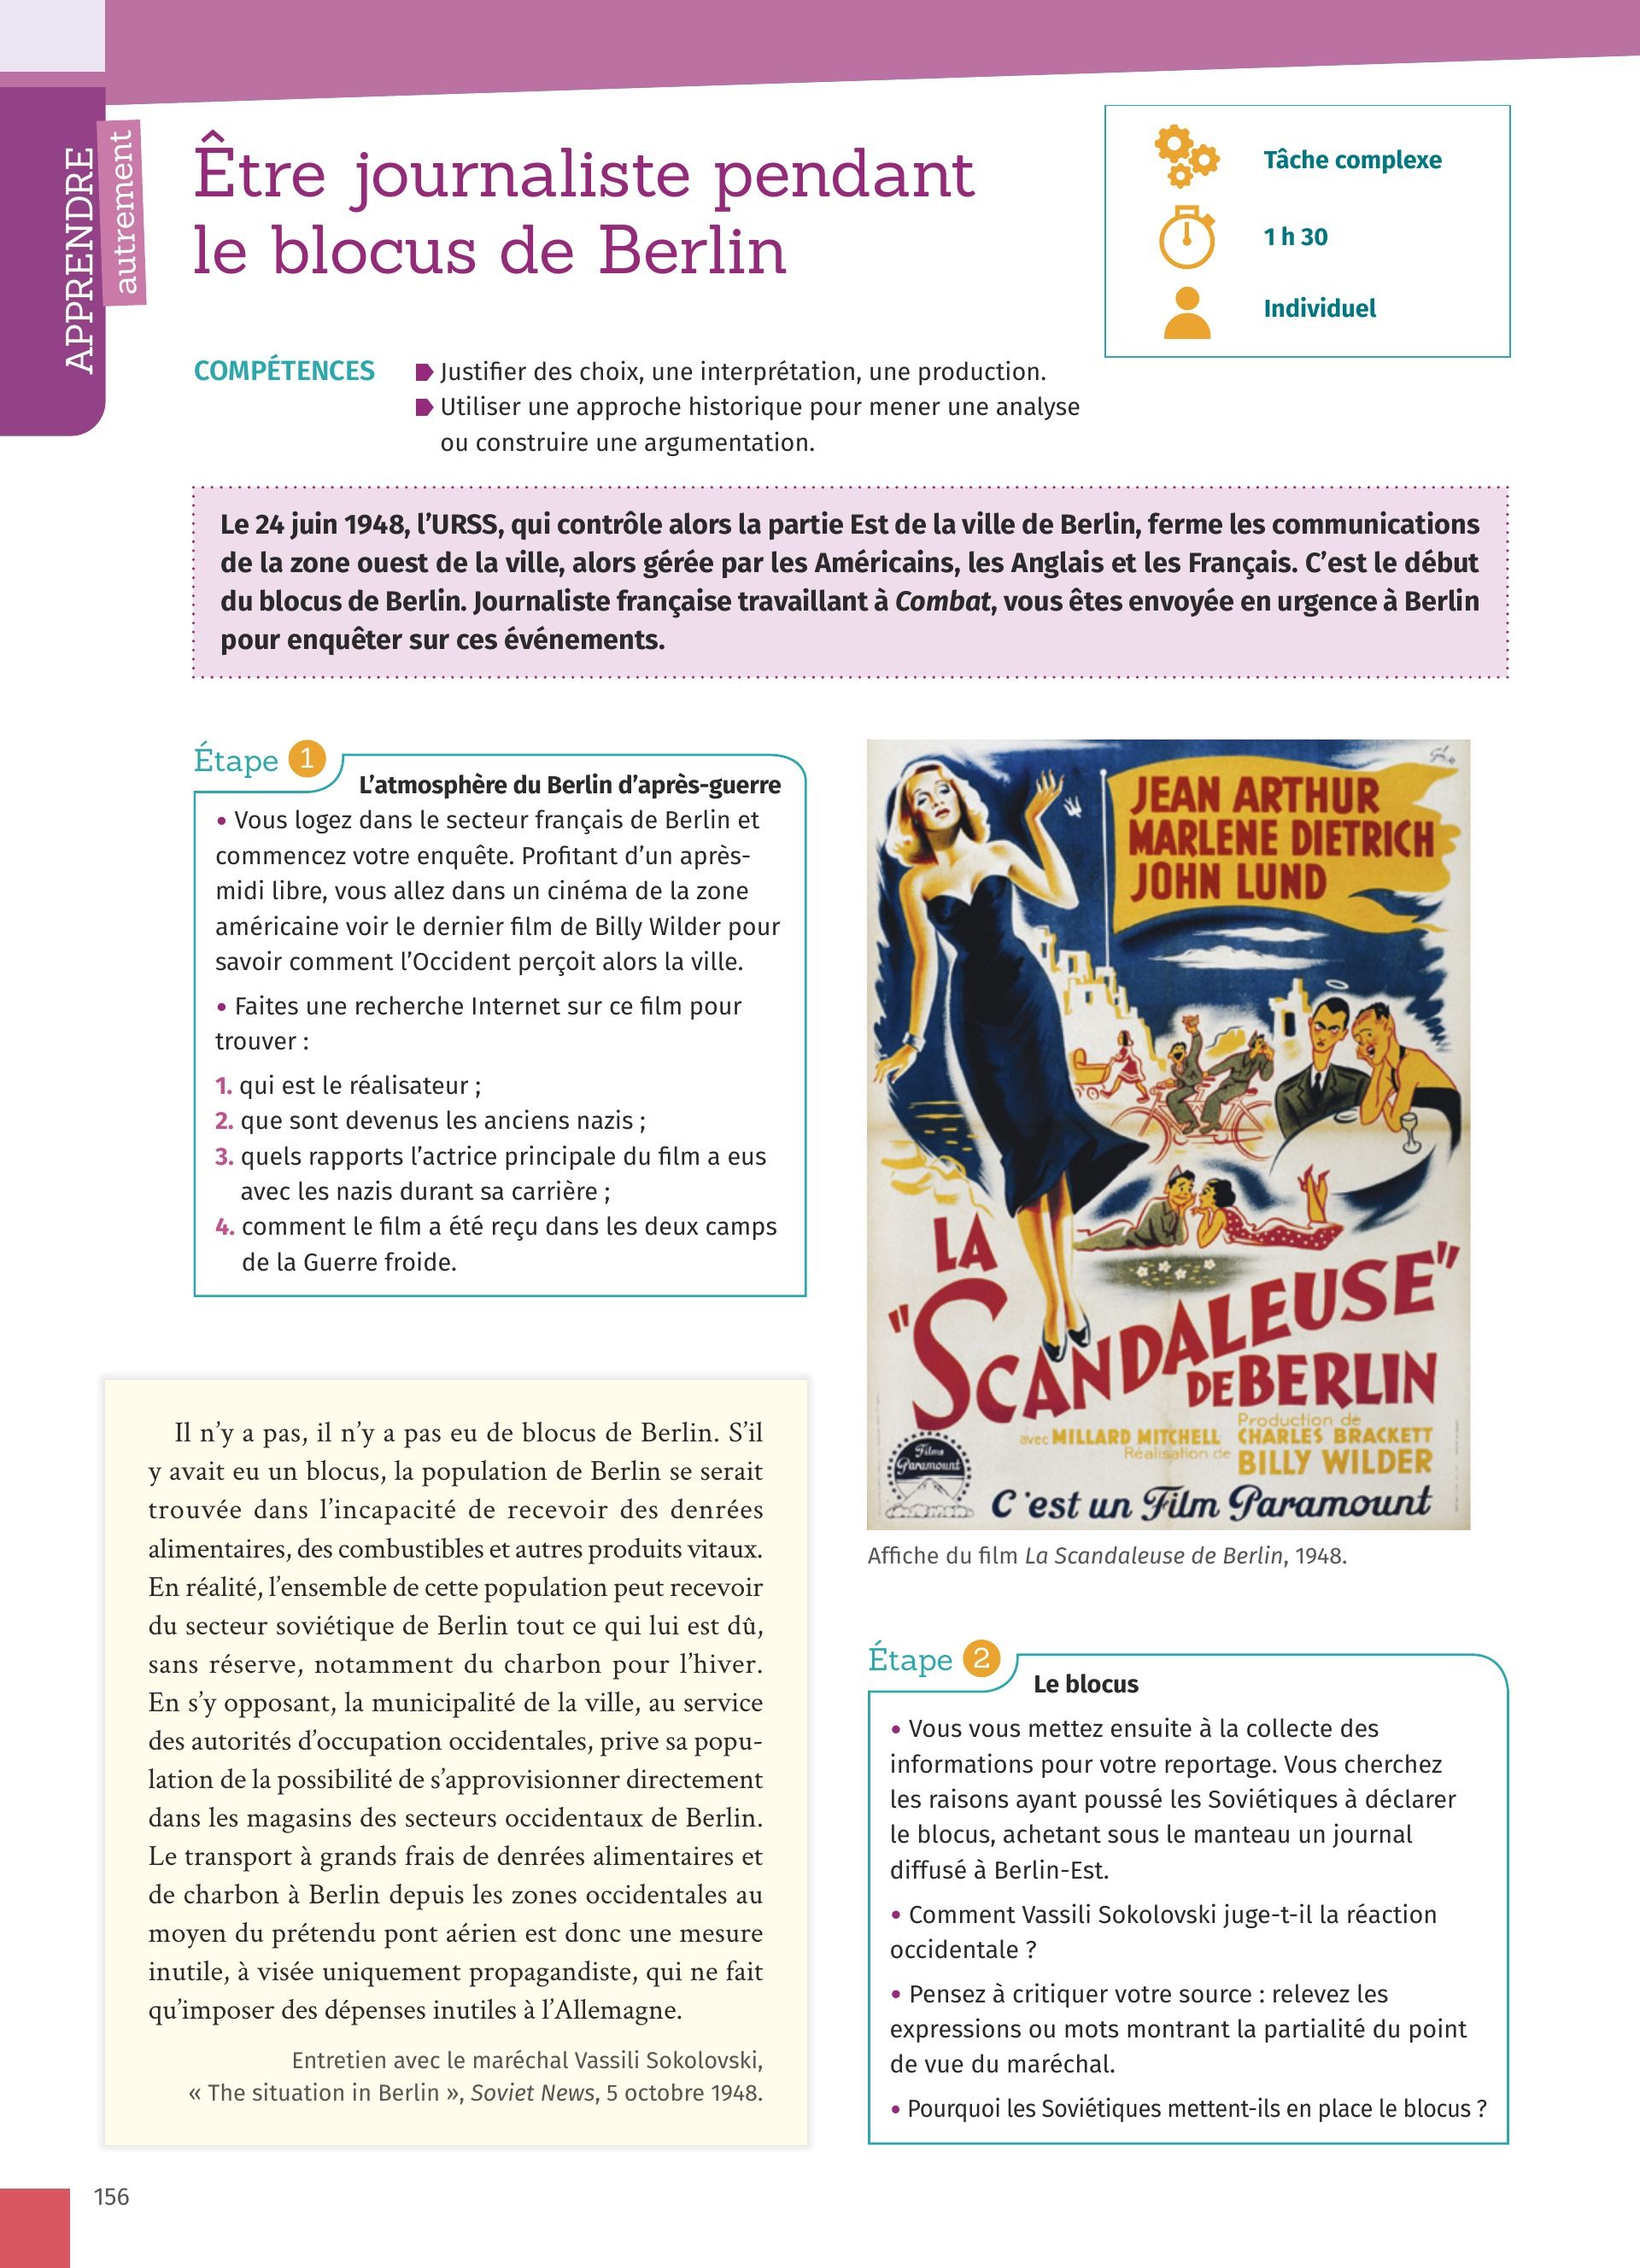 APPRENDRE
autrement
Être journaliste pendant
le blocus de Berlin
Tâche complexe
1 h 30
Individuel
COMPÉTENCES
Justifier des choix, une interprétation, une production.
Utiliser une approche historique pour mener une analyse
ou construire une argumentation.
Le 24 juin 1948, l’URSS, qui contrôle alors la partie Est de la ville de Berlin, ferme les communications
de la zone ouest de la ville, alors gérée par les Américains, les Anglais et les Français. C’est le début
du blocus de Berlin. Journaliste française travaillant à Combat, vous êtes envoyée en urgence à Berlin
pour enquêter sur ces événements.
Étape 1
L’atmosphère du Berlin d’après-guerre
• Vous logez dans le secteur français de Berlin et
commencez votre enquête. Profitant d’un après-
midi libre, vous allez dans un cinéma de la zone
américaine voir le dernier film de Billy Wilder pour
savoir comment l’Occident perçoit alors la ville.
• Faites une recherche Internet sur ce film pour
trouver :
1. qui est le réalisateur ;
2. que sont devenus les anciens nazis ;
3. quels rapports l’actrice principale du film a eus
avec les nazis durant sa carrière ;
4. comment le film a été reçu dans les deux camps
de la Guerre froide.
JEAN ARTHUR
MARLENE DIETRICH
JOHN LUND
LA
"SCANDALEUSE"
DE BERLIN
avec MILLARD MITCHELL
Production de
CHARLES BRACKETT
Réalisation de
BILLY WILDER
Films
Paramount
C'est un Film Paramount
Affiche du film La Scandaleuse de Berlin, 1948.
Il n’y a pas, il n’y a pas eu de blocus de Berlin. S’il
y avait eu un blocus, la population de Berlin se serait
trouvée dans l’incapacité de recevoir des denrées
alimentaires, des combustibles et autres produits vitaux.
En réalité, l’ensemble de cette population peut recevoir
du secteur soviétique de Berlin tout ce qui lui est dû,
sans réserve, notamment du charbon pour l’hiver.
En s’y opposant, la municipalité de la ville, au service
des autorités d’occupation occidentales, prive sa popu-
lation de la possibilité de s’approvisionner directement
dans les magasins des secteurs occidentaux de Berlin.
Le transport à grands frais de denrées alimentaires et
de charbon à Berlin depuis les zones occidentales au
moyen du prétendu pont aérien est donc une mesure
inutile, à visée uniquement propagandiste, qui ne fait
qu’imposer des dépenses inutiles à l’Allemagne.
Entretien avec le maréchal Vassili Sokolovski,
« The situation in Berlin », Soviet News, 5 octobre 1948.
Étape 2
Le blocus
• Vous vous mettez ensuite à la collecte des
informations pour votre reportage. Vous cherchez
les raisons ayant poussé les Soviétiques à déclarer
le blocus, achetant sous le manteau un journal
diffusé à Berlin-Est.
• Comment Vassili Sokolovski juge-t-il la réaction
occidentale ?
• Pensez à critiquer votre source : relevez les
expressions ou mots montrant la partialité du point
de vue du maréchal.
• Pourquoi les Soviétiques mettent-ils en place le blocus ?
156